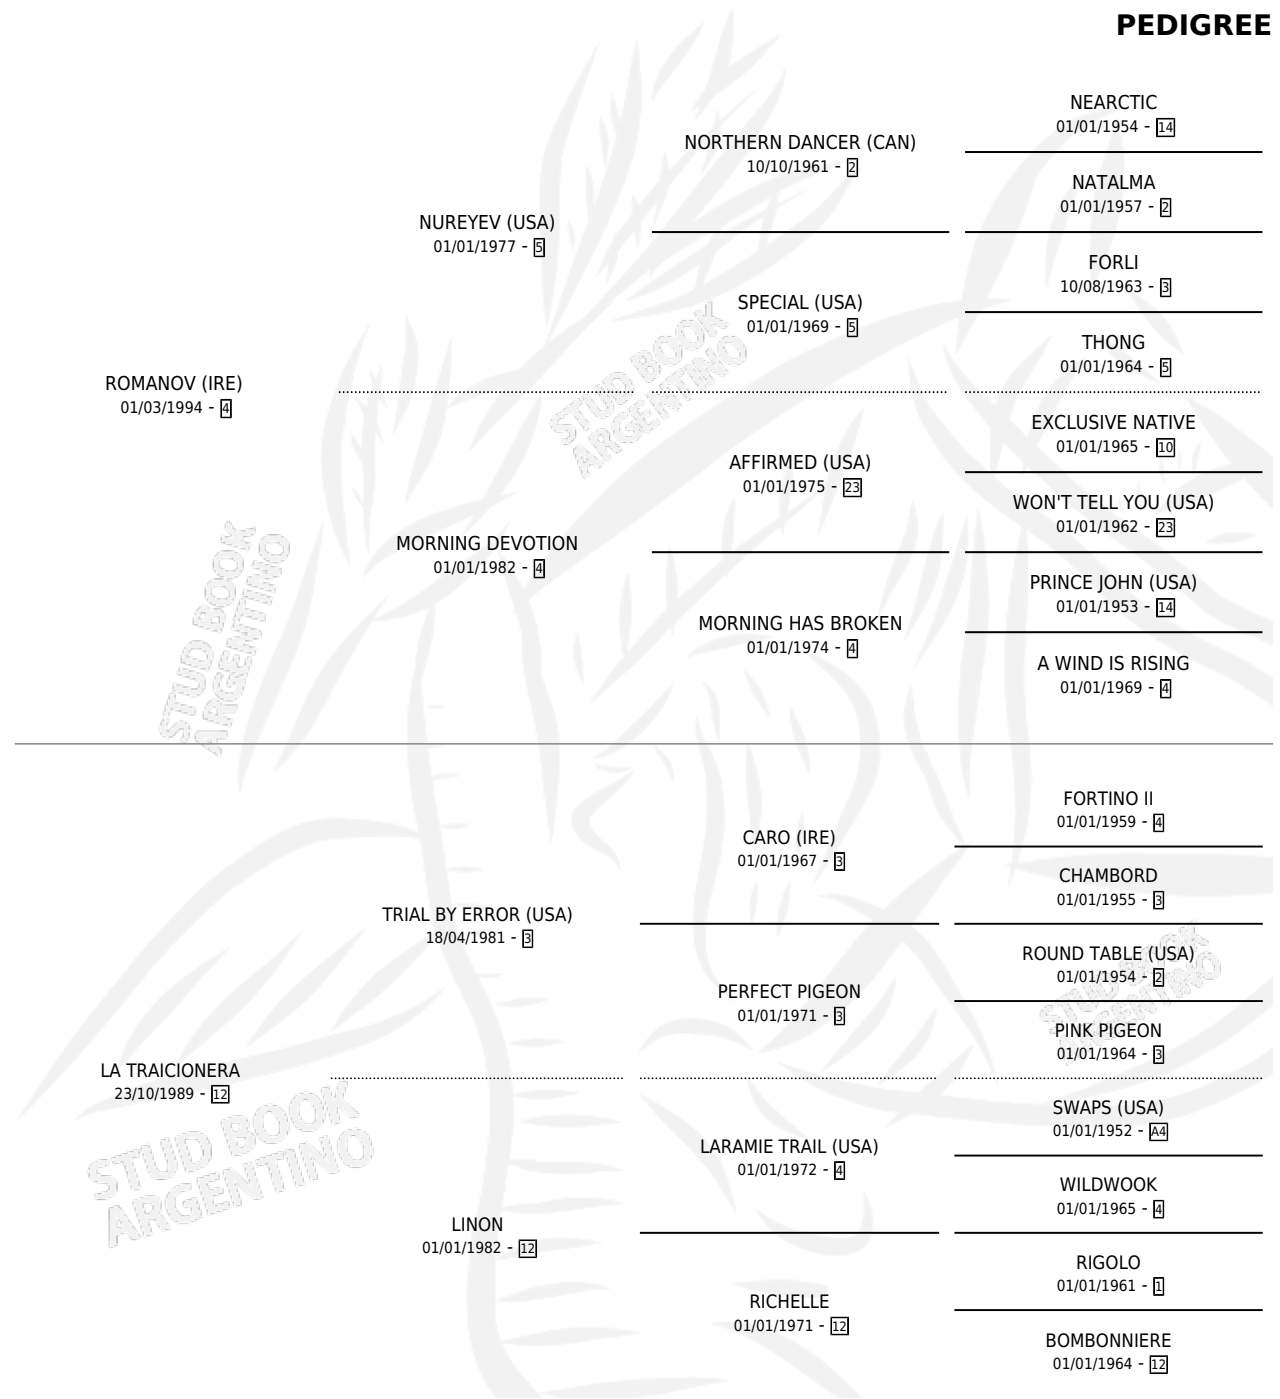 PEDIGREE
NEARCTIC
01/01/1954 - 14
NORTHERN DANCER (CAN)
10/10/1961 - 2
NATALMA
01/01/1957 - 2
NUREYEV (USA)
01/01/1977 - 5
FORLI
10/08/1963 - 3
SPECIAL (USA)
01/01/1969 - 5
THONG
01/01/1964 - 5
ROMANOV (IRE)
01/03/1994 - 4
EXCLUSIVE NATIVE
01/01/1965 - 10
AFFIRMED (USA)
01/01/1975 - 23
WON'T TELL YOU (USA)
01/01/1962 - 23
MORNING DEVOTION
01/01/1982 - 4
PRINCE JOHN (USA)
01/01/1953 - 14
MORNING HAS BROKEN
01/01/1974 - 4
A WIND IS RISING
01/01/1969 - 4
FORTINO II
01/01/1959 - 4
CARO (IRE)
01/01/1967 - 3
CHAMBORD
01/01/1955 - 3
TRIAL BY ERROR (USA)
18/04/1981 - 3
ROUND TABLE (USA)
01/01/1954 - 2
PERFECT PIGEON
01/01/1971 - 3
PINK PIGEON
01/01/1964 - 3
LA TRAICIONERA
23/10/1989 - 12
SWAPS (USA)
01/01/1952 - A4
LARAMIE TRAIL (USA)
01/01/1972 - 4
WILDWOOK
01/01/1965 - 4
LINON
01/01/1982 - 12
RIGOLO
01/01/1961 - 1
RICHELLE
01/01/1971 - 12
BOMBONNIERE
01/01/1964 - 12
STUD BOOK
ARGENTINO
STUD BOOK
ARGENTINO
STUD BOOK
ARGENTINO
STUD BOOK
ARGENTINO